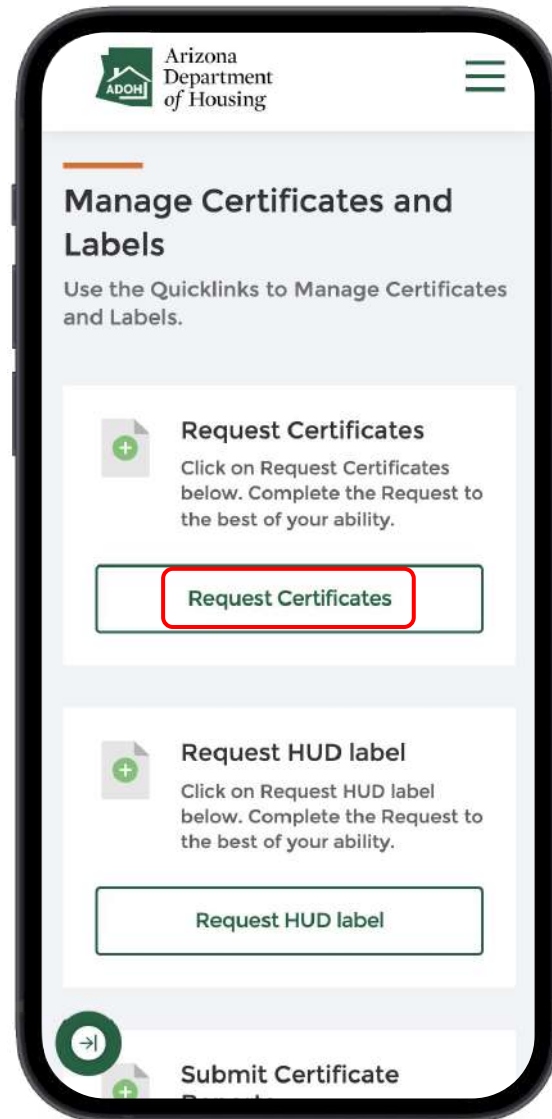 Arizona
Department
of Housing
ADOH
Manage Certificates and
Labels
Use the Quicklinks to Manage Certificates
and Labels.
Request Certificates
Click on Request Certificates
below. Complete the Request to
the best of your ability.
Request Certificates
Request HUD label
Click on Request HUD label
below. Complete the Request to
the best of your ability.
Request HUD label
Submit Certificate